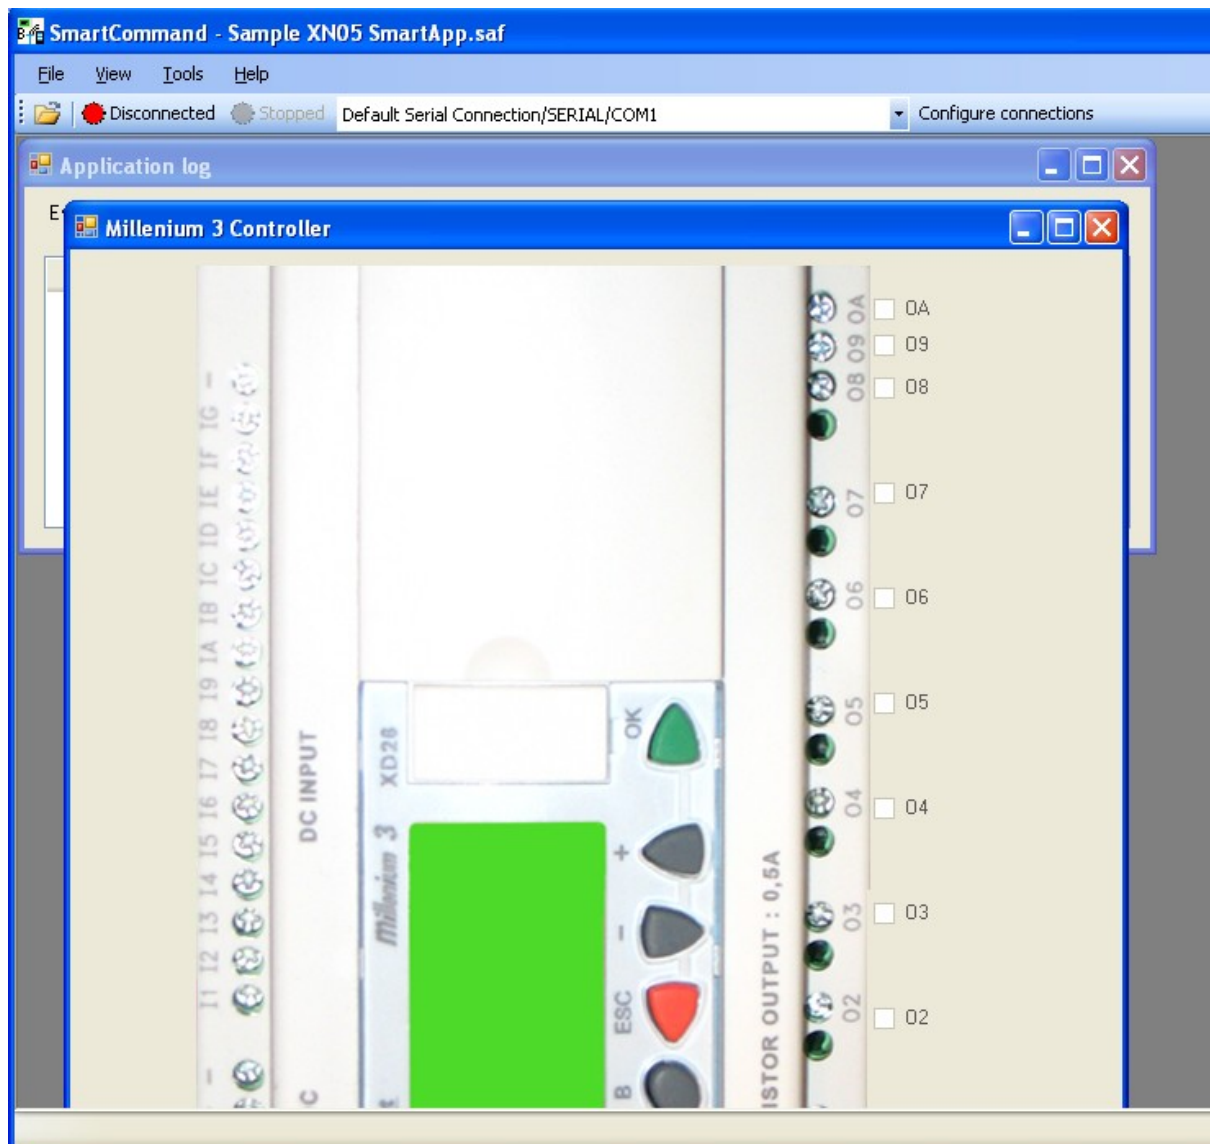 SmartCommand - Sample XN05 SmartApp.saf
File View Tools Help
Disconnected Stopped Default Serial Connection/SERIAL/COM1 Configure connections
Application log
Millenium 3 Controller
OA OA
09 09
08 08
07 07
06 06
05 05
04 04
03 03
02 02
I1 I2 I3 I4 I5 I6 I7 I8 I9 IA IB IC ID IE IF IG -
-
DC INPUT
XD26
Millenium 3
OK
+
-
ESC
B
ISTOR OUTPUT : 0,5A